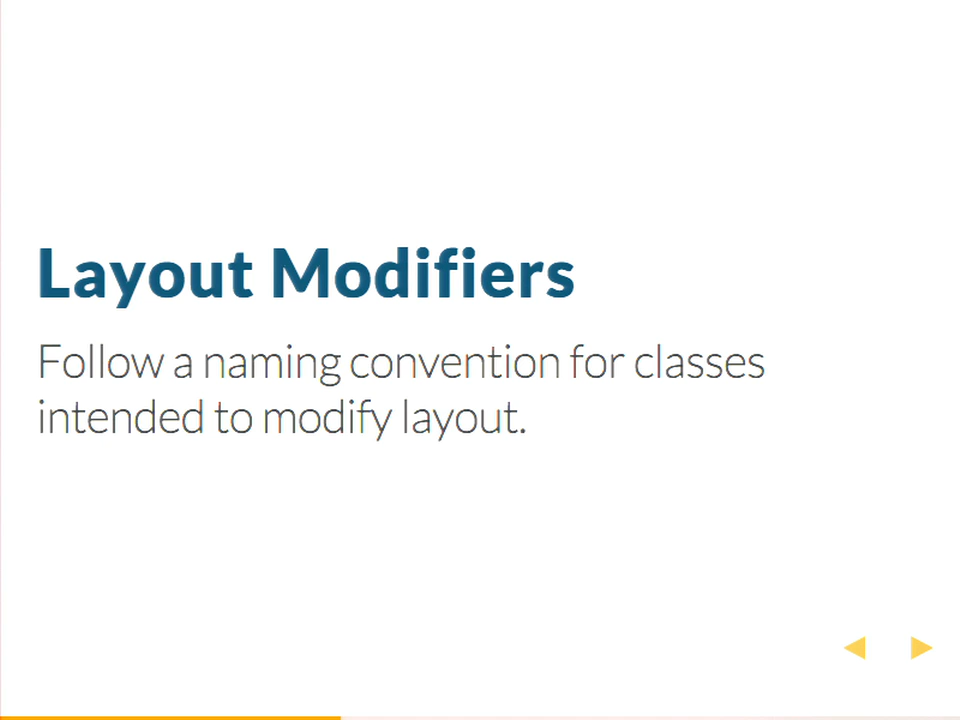 Layout Modifiers
Follow a naming convention for classes
intended to modify layout.